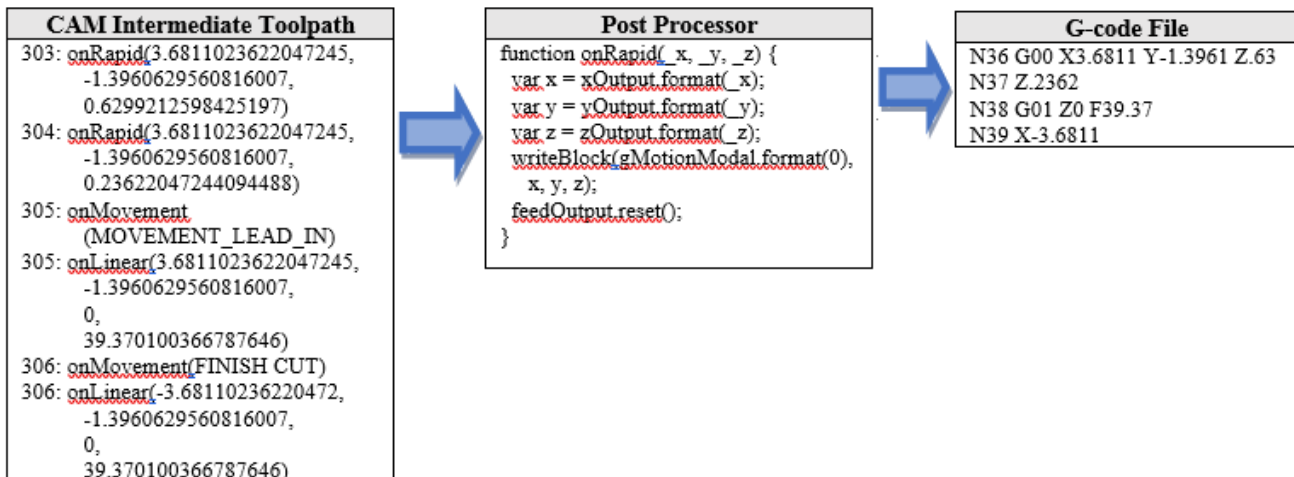 CAM Intermediate Toolpath
303: onRapid(3.6811023622047245,
-1.3960629560816007,
0.6299212598425197)
304: onRapid(3.6811023622047245,
-1.3960629560816007,
0.23622047244094488)
305: onMovement
(MOVEMENT_LEAD_IN)
305: onLinear(3.6811023622047245,
-1.3960629560816007,
0,
39.370100366787646)
306: onMovement(FINISH CUT)
306: onLinear(-3.68110236220472,
-1.3960629560816007,
0,
39.370100366787646)
Post Processor
function onRapid(_x, _y, _z) {
var x = xOutput.format(_x);
var y = yOutput.format(_y);
var z = zOutput.format(_z);
writeBlock(gMotionModal.format(0),
x, y, z);
feedOutput.reset();
}
G-code File
N36 G00 X3.6811 Y-1.3961 Z.63
N37 Z.2362
N38 G01 Z0 F39.37
N39 X-3.6811